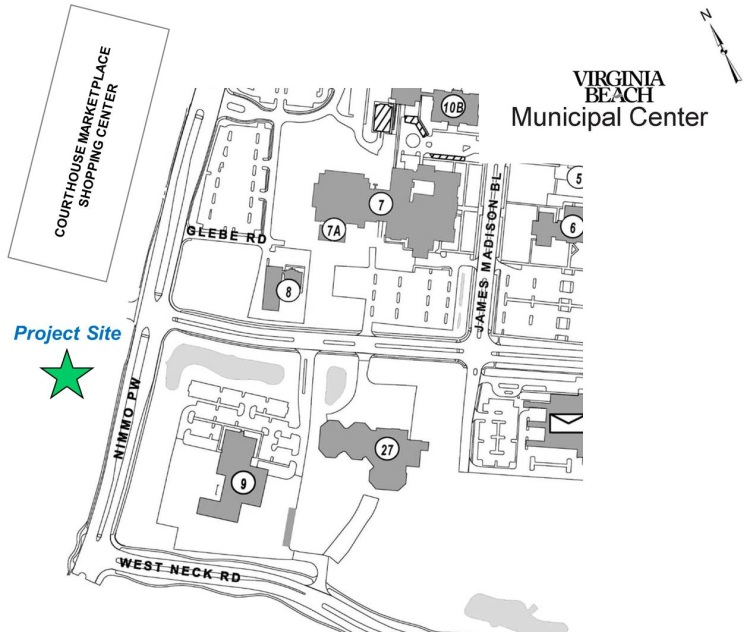 N
VIRGINIA
BEACH
Municipal Center
COURTHOUSE MARKETPLACE
SHOPPING CENTER
10B
5
7
7A
6
GLEBE RD
8
JAMES MADISON BL
Project Site
NIMMO PW
27
9
WEST NECK RD